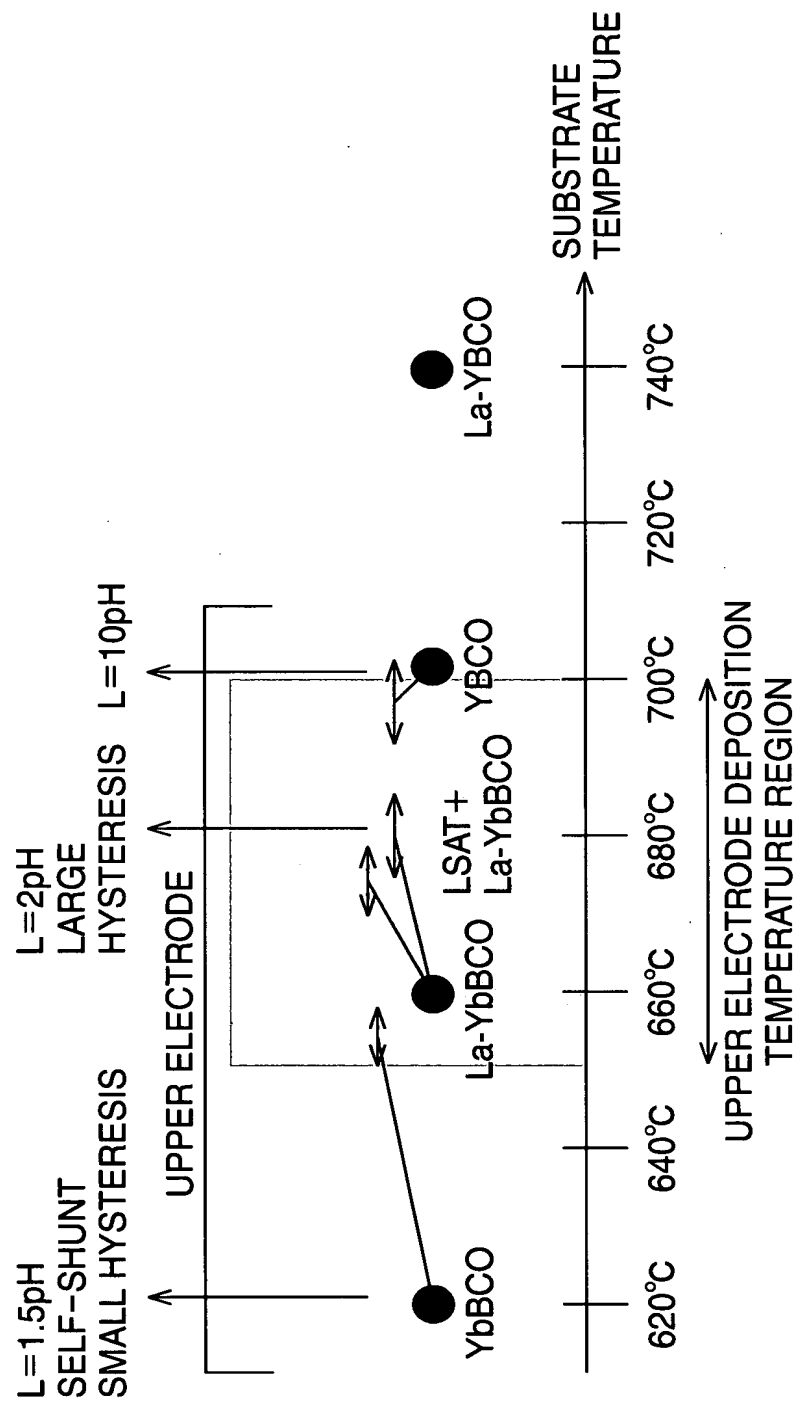 L=1.5pH
SELF-SHUNT
SMALL HYSTERESIS
L=2pH
LARGE
HYSTERESIS
L=10pH
UPPER ELECTRODE
YbBCO
La-YbBCO
LSAT+
La-YbBCO
YBCO
La-YBCO
SUBSTRATE
TEMPERATURE
620°C
640°C
660°C
680°C
700°C
720°C
740°C
UPPER ELECTRODE DEPOSITION
TEMPERATURE REGION